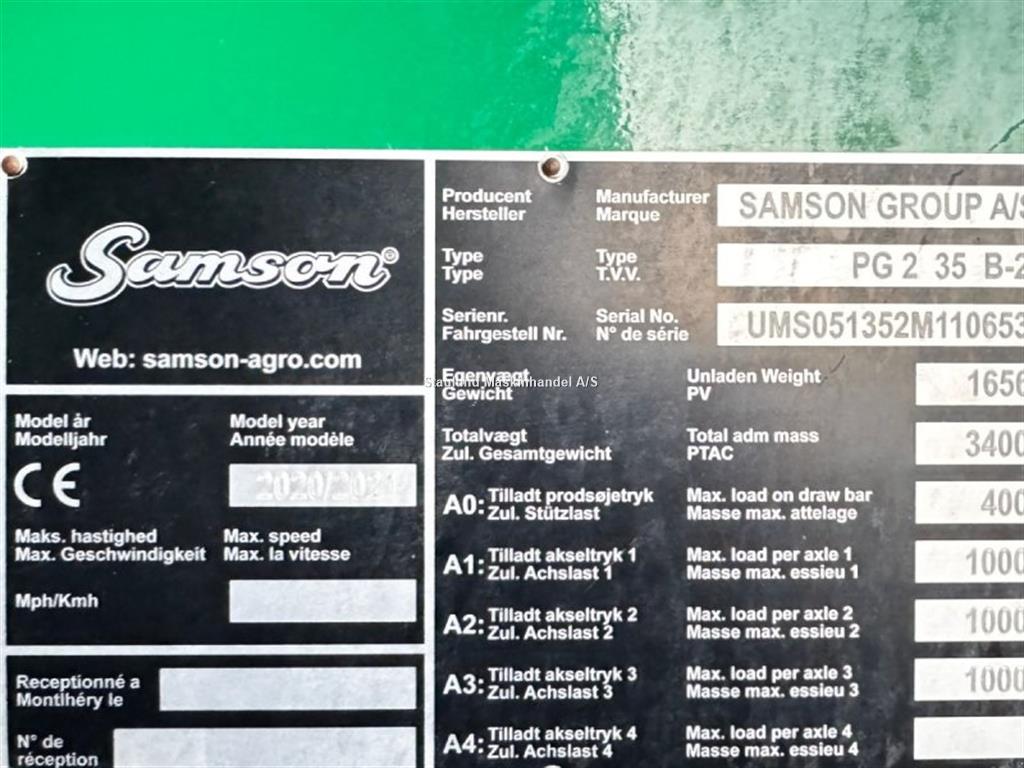 Samson®
Web: samson-agro.com
Model år Model year
Modelljahr Année modèle
CE 2020/2021
Maks. hastighed Max. speed
Max. Geschwindigkeit Max. la vitesse
Mph/Kmh
Receptionné a
Montlhéry le
N° de
réception
Producent Manufacturer SAMSON GROUP A/S
Hersteller Marque
Type Type PG 2 35 B-2
Type T.V.V.
Serienr. Serial No. UMS051352M110653
Fahrgestell Nr. N° de série
Egenvægt Unladen Weight 1656
Gewicht PV
Staulund Maskinhandel A/S
Totalvægt Total adm mass 3400
Zul. Gesamtgewicht PTAC
A0: Tilladt prodsøjetryk Max. load on draw bar 400
Zul. Stützlast Masse max. attelage
A1: Tilladt akseltryk 1 Max. load per axle 1 1000
Zul. Achslast 1 Masse max. essieu 1
A2: Tilladt akseltryk 2 Max. load per axle 2 1000
Zul. Achslast 2 Masse max. essieu 2
A3: Tilladt akseltryk 3 Max. load per axle 3 1000
Zul. Achslast 3 Masse max. essieu 3
A4: Tilladt akseltryk 4 Max. load per axle 4
Zul. Achslast 4 Masse max. essieu 4